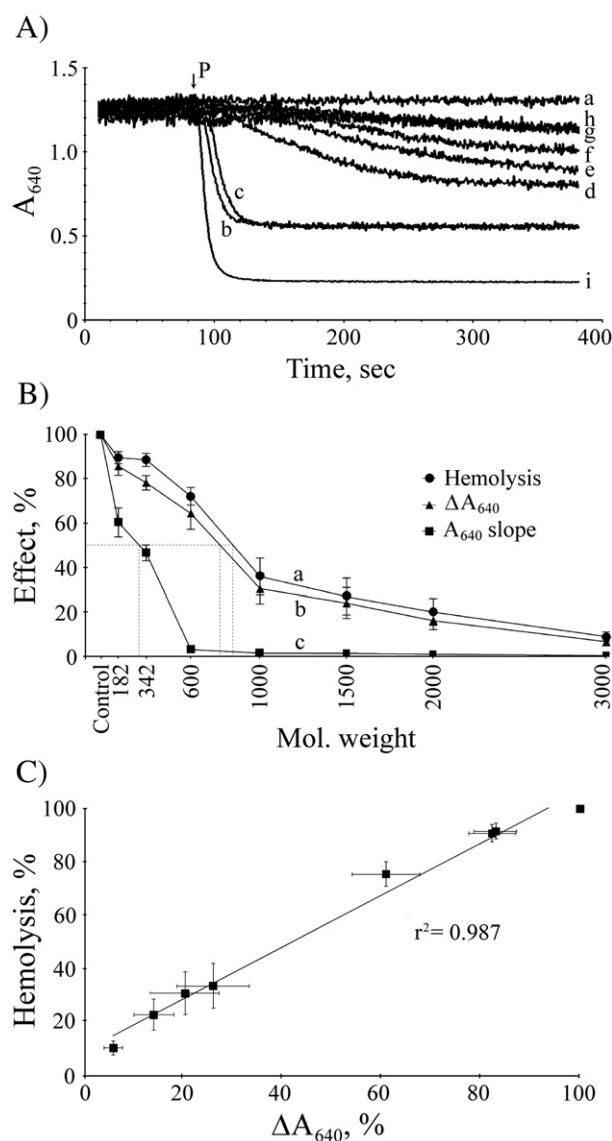 A)
1.5
1.0
0.5
0
A₆₄₀
P
a
h
g
f
e
d
c
b
i
0 100 200 300 400
Time, sec
B)
100
80
60
40
20
0
Effect, %
Hemolysis
ΔA₆₄₀
A₆₄₀ slope
a
b
c
Control
182
342
600
1000
1500
2000
3000
Mol. weight
C)
100
80
60
40
20
0
Hemolysis, %
r²= 0.987
0 20 40 60 80 100
ΔA₆₄₀, %